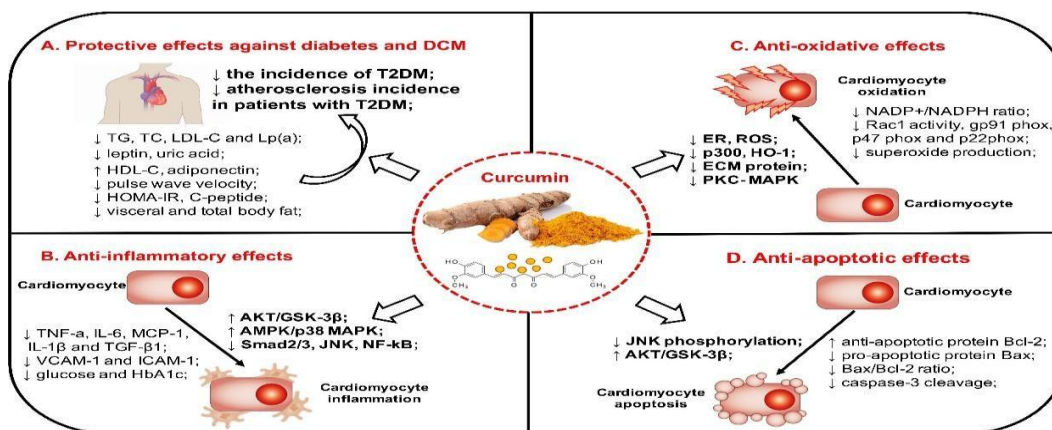 A. Protective effects against diabetes and DCM
↓ the incidence of T2DM;
↓ atherosclerosis incidence
in patients with T2DM;
↓ TG, TC, LDL-C and Lp(a);
↓ leptin, uric acid;
↑ HDL-C, adiponectin;
↓ pulse wave velocity;
↓ HOMA-IR, C-peptide;
↓ visceral and total body fat;
C. Anti-oxidative effects
Cardiomyocyte
oxidation
↓ NADP+/NADPH ratio;
↓ Rac1 activity, gp91 phox,
p47 phox and p22phox;
↓ superoxide production;
↓ ER, ROS;
↓ p300, HO-1;
↓ ECM protein;
↓ PKC-MAPK
Cardiomyocyte
Curcumin
HO
OCH₃
O
O
OH
OCH₃
B. Anti-inflammatory effects
Cardiomyocyte
↑ AKT/GSK-3β;
↑ AMPK/p38 MAPK;
↓ Smad2/3, JNK, NF-kB;
↓ TNF-a, IL-6, MCP-1,
IL-1β and TGF-β1;
↓ VCAM-1 and ICAM-1;
↓ glucose and HbA1c;
Cardiomyocyte
inflammation
D. Anti-apoptotic effects
Cardiomyocyte
↓ JNK phosphorylation;
↑ AKT/GSK-3β;
↑ anti-apoptotic protein Bcl-2;
↓ pro-apoptotic protein Bax;
↓ Bax/Bcl-2 ratio;
↓ caspase-3 cleavage;
Cardiomyocyte
apoptosis